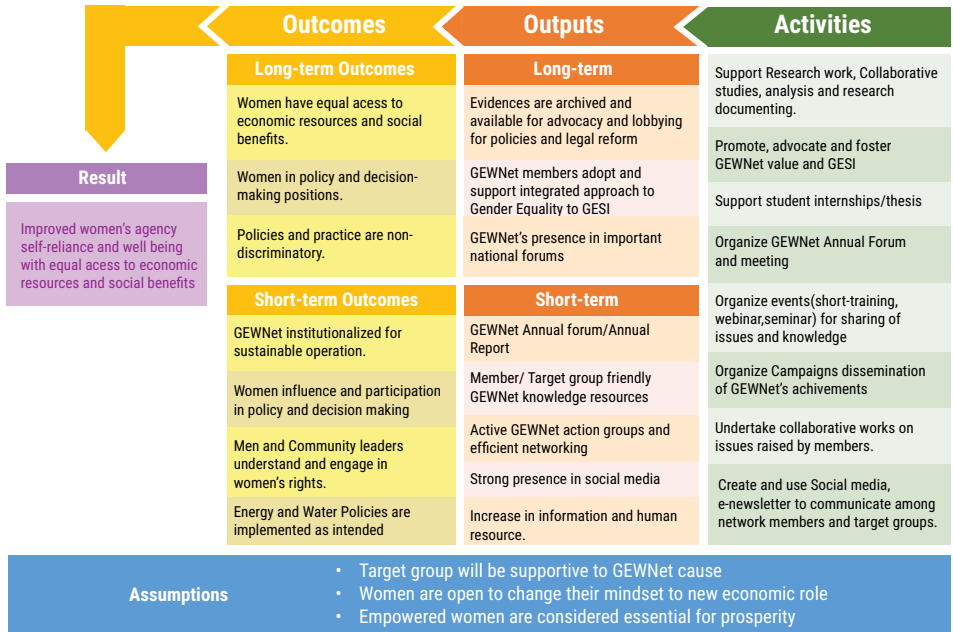 Outcomes
Outputs
Activities
Result
Improved women's agency
self-reliance and well being
with equal acess to economic
resources and social benefits
Long-term Outcomes
Women have equal acess to
economic resources and social
benefits.
Women in policy and decision-
making positions.
Policies and practice are non-
discriminatory.
Short-term Outcomes
GEWNet institutionalized for
sustainable operation.
Women influence and participation
in policy and decision making
Men and Community leaders
understand and engage in
women's rights.
Energy and Water Policies are
implemented as intended
Long-term
Evidences are archived and
available for advocacy and lobbying
for policies and legal reform
GEWNet members adopt and
support integrated approach to
Gender Equality to GESI
GEWNet's presence in important
national forums
Short-term
GEWNet Annual forum/Annual
Report
Member/ Target group friendly
GEWNet knowledge resources
Active GEWNet action groups and
efficient networking
Strong presence in social media
Increase in information and human
resource.
Support Research work, Collaborative
studies, analysis and research
documenting.
Promote, advocate and foster
GEWNet value and GESI
Support student internships/thesis
Organize GEWNet Annual Forum
and meeting
Organize events(short-training,
webinar,seminar) for sharing of
issues and knowledge
Organize Campaigns dissemination
of GEWNet's achivements
Undertake collaborative works on
issues raised by members.
Create and use Social media,
e-newsletter to communicate among
network members and target groups.
Assumptions
• Target group will be supportive to GEWNet cause
• Women are open to change their mindset to new economic role
• Empowered women are considered essential for prosperity